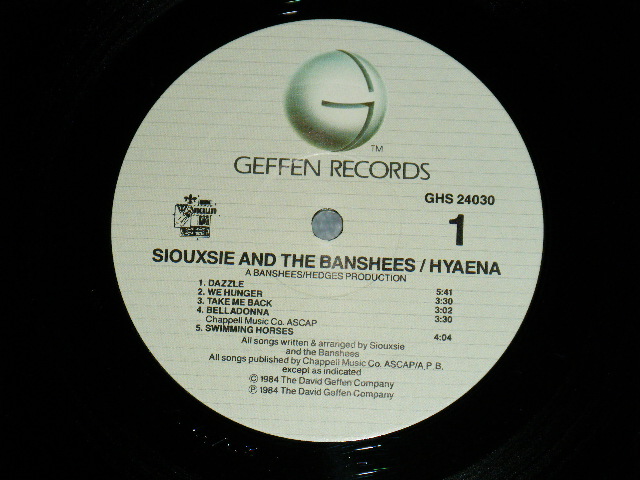 TM
GEFFEN RECORDS
GHS 24030
1
SIOUXSIE AND THE BANSHEES / HYAENA
A BANSHEES/HEDGES PRODUCTION
1. DAZZLE 5:41
2. WE HUNGER 3:30
3. TAKE ME BACK 3:02
4. BELLADONNA 3:30
Chappell Music Co. ASCAP
5. SWIMMING HORSES 4:04
All songs written & arranged by Siouxsie
and the Banshees
All songs published by Chappell Music Co. ASCAP/A.P.B.
except as indicated
© 1984 The David Geffen Company
℗ 1984 The David Geffen Company